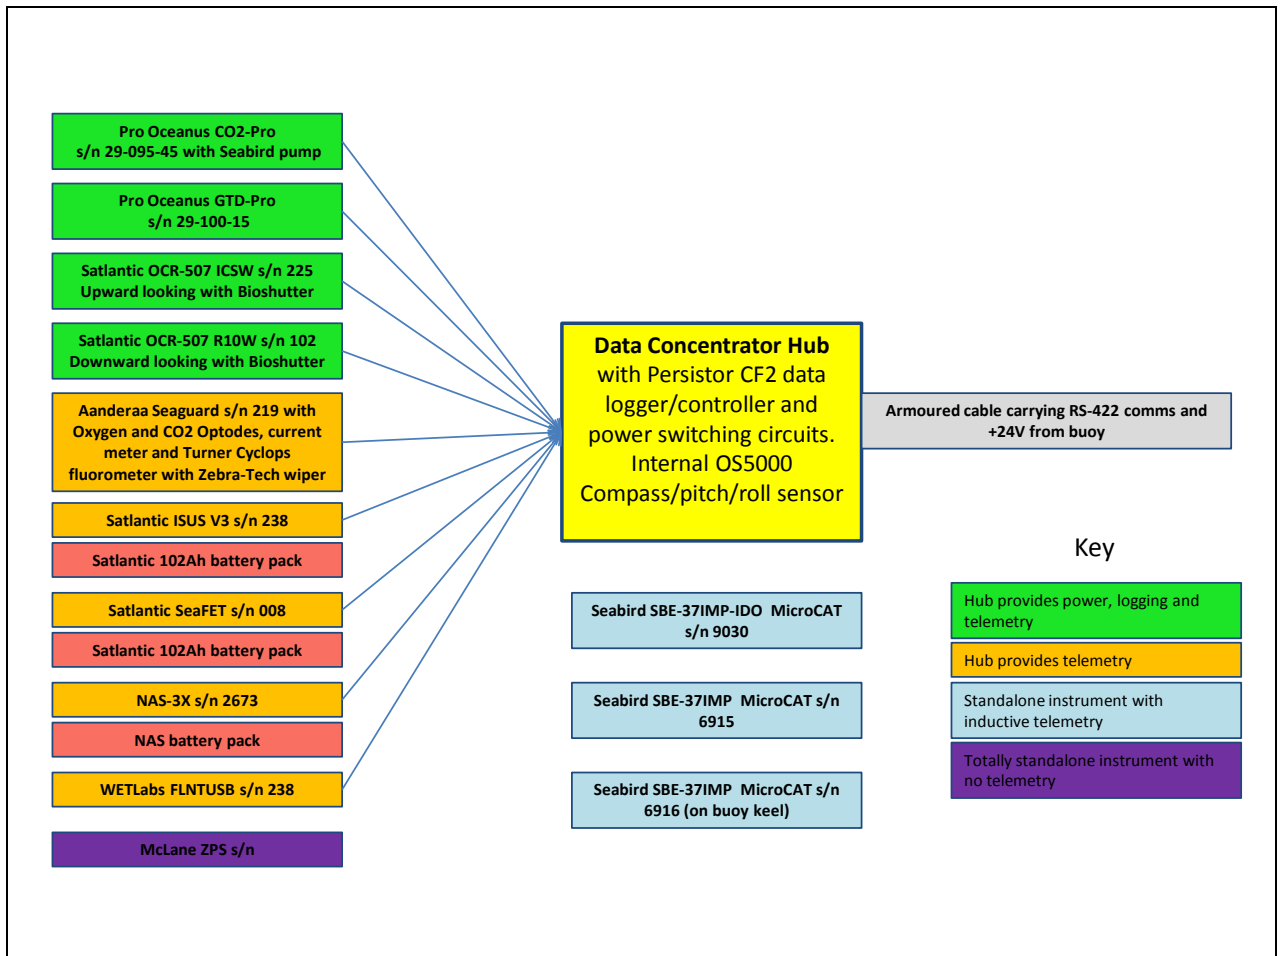 Pro Oceanus CO2-Pro
s/n 29-095-45 with Seabird pump
Pro Oceanus GTD-Pro
s/n 29-100-15
Satlantic OCR-507 ICSW s/n 225
Upward looking with Bioshutter
Satlantic OCR-507 R10W s/n 102
Downward looking with Bioshutter
Aanderaa Seaguard s/n 219 with
Oxygen and CO2 Optodes, current
meter and Turner Cyclops
fluorometer with Zebra-Tech wiper
Satlantic ISUS V3 s/n 238
Satlantic 102Ah battery pack
Satlantic SeaFET s/n 008
Satlantic 102Ah battery pack
NAS-3X s/n 2673
NAS battery pack
WETLabs FLNTUSB s/n 238
McLane ZPS s/n
Data Concentrator Hub
with Persistor CF2 data
logger/controller and
power switching circuits.
Internal OS5000
Compass/pitch/roll sensor
Seabird SBE-37IMP-IDO MicroCAT
s/n 9030
Seabird SBE-37IMP MicroCAT s/n
6915
Seabird SBE-37IMP MicroCAT s/n
6916 (on buoy keel)
Armoured cable carrying RS-422 comms and
+24V from buoy
Key
Hub provides power, logging and
telemetry
Hub provides telemetry
Standalone instrument with
inductive telemetry
Totally standalone instrument with
no telemetry